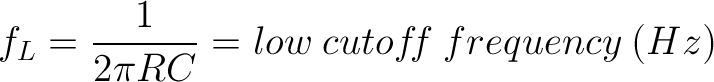 f_L = \frac{1}{2\pi RC} = low cutoff frequency (Hz)